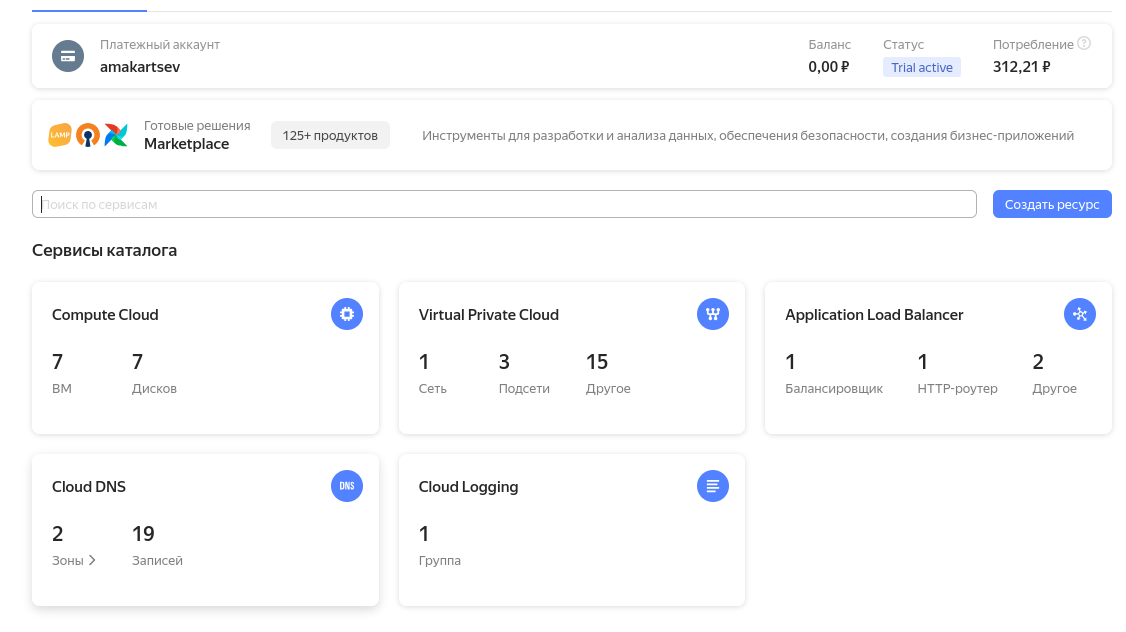 Платежный аккаунт
amakartsev
Баланс
0,00 ₽
Статус
Trial active
Потребление
312,21 ₽
LAMP
Готовые решения
Marketplace
125+ продуктов
Инструменты для разработки и анализа данных, обеспечения безопасности, создания бизнес-приложений
Поиск по сервисам
Создать ресурс
Сервисы каталога
Compute Cloud
7
ВМ
7
Дисков
Virtual Private Cloud
1
Сеть
3
Подсети
15
Другое
Application Load Balancer
1
Балансировщик
1
HTTP-роутер
2
Другое
Cloud DNS
DNS
2
Зоны
19
Записей
Cloud Logging
1
Группа